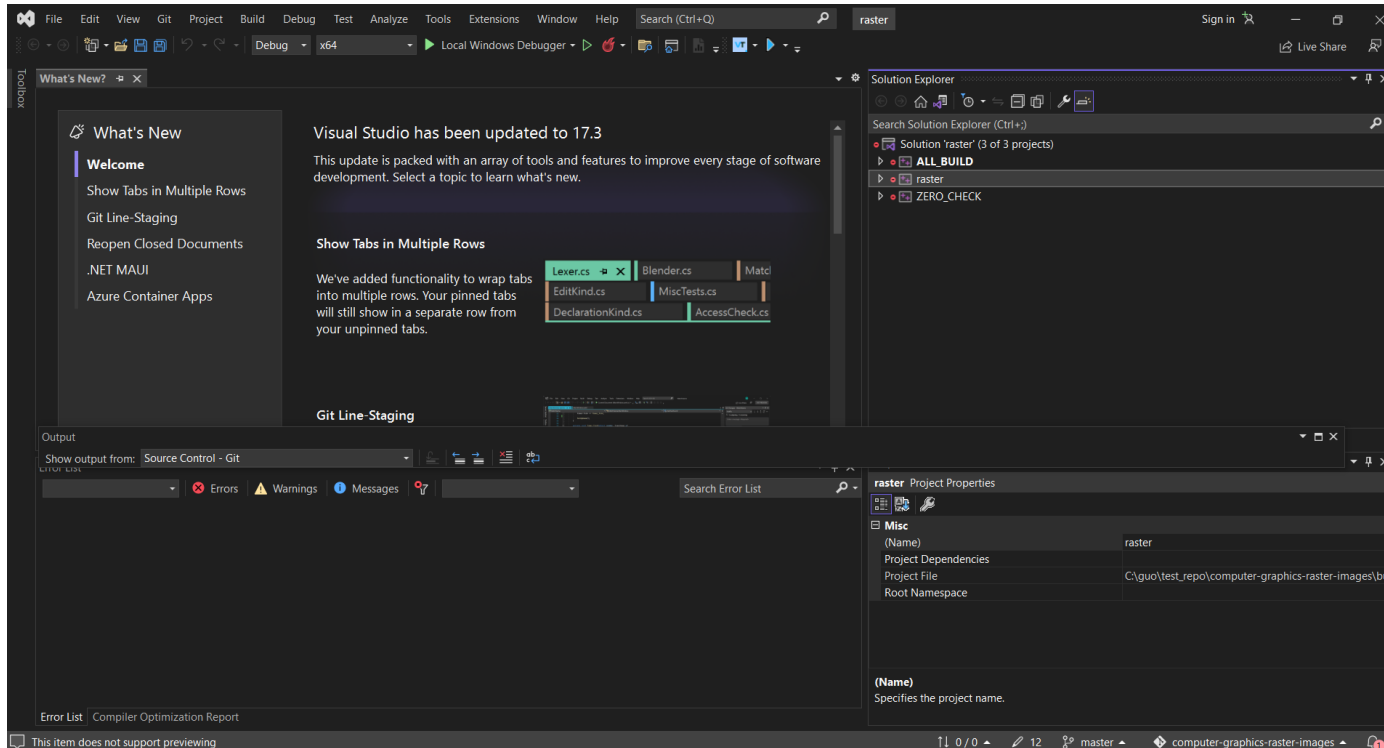 File Edit View Git Project Build Debug Test Analyze Tools Extensions Window Help Search (Ctrl+Q) raster Sign in
Debug x64 Local Windows Debugger Live Share
Toolbox
What's New?
Solution Explorer
Search Solution Explorer (Ctrl+;)
Solution 'raster' (3 of 3 projects)
ALL_BUILD
raster
ZERO_CHECK
What's New
Welcome
Show Tabs in Multiple Rows
Git Line-Staging
Reopen Closed Documents
.NET MAUI
Azure Container Apps
Visual Studio has been updated to 17.3
This update is packed with an array of tools and features to improve every stage of software
development. Select a topic to learn what's new.
Show Tabs in Multiple Rows
We've added functionality to wrap tabs
into multiple rows. Your pinned tabs
will still show in a separate row from
your unpinned tabs.
Lexer.cs Blender.cs Matc
EditKind.cs MiscTests.cs
DeclarationKind.cs AccessCheck.cs
Git Line-Staging
Output
Show output from: Source Control - Git
Error List
Errors Warnings Messages Search Error List
raster Project Properties
Misc
(Name) raster
Project Dependencies
Project File C:\guo\test_repo\computer-graphics-raster-images\b
Root Namespace
(Name)
Specifies the project name.
Error List Compiler Optimization Report
This item does not support previewing 0 / 0 12 master computer-graphics-raster-images